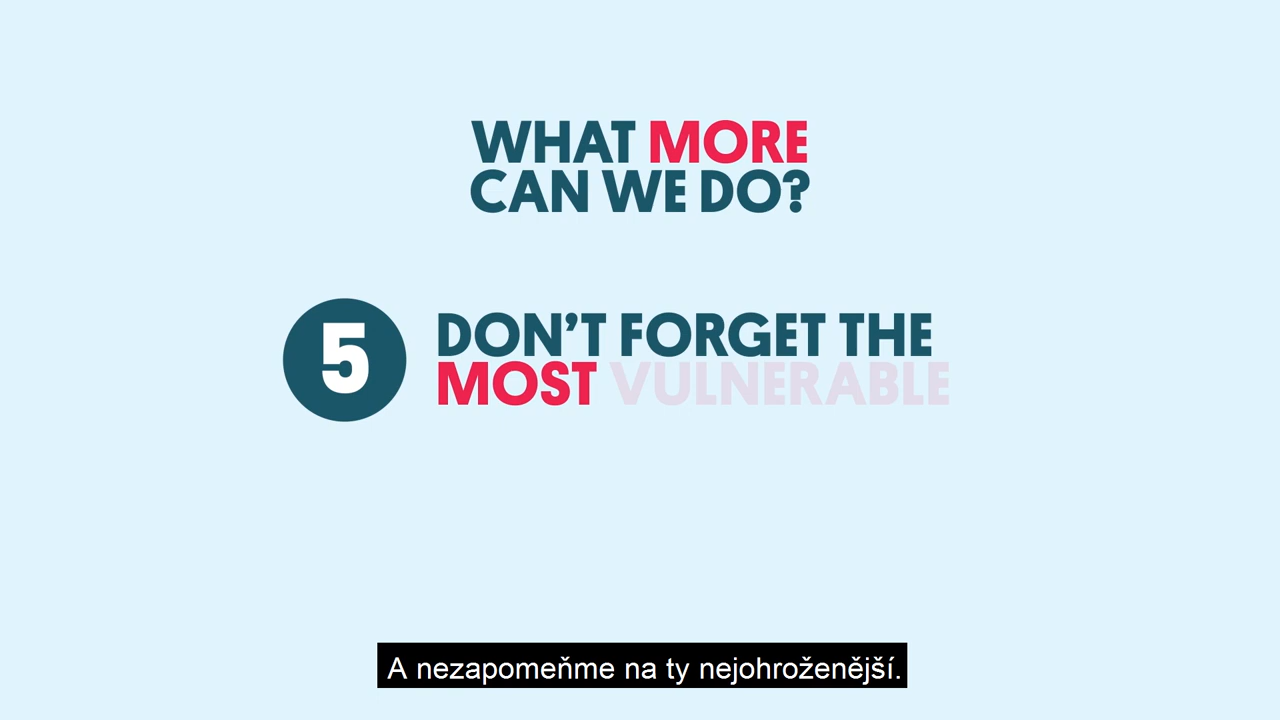 WHAT MORE
CAN WE DO?
5
DON'T FORGET THE
MOST VULNERABLE
A nezapomeňme na ty nejohroženější.